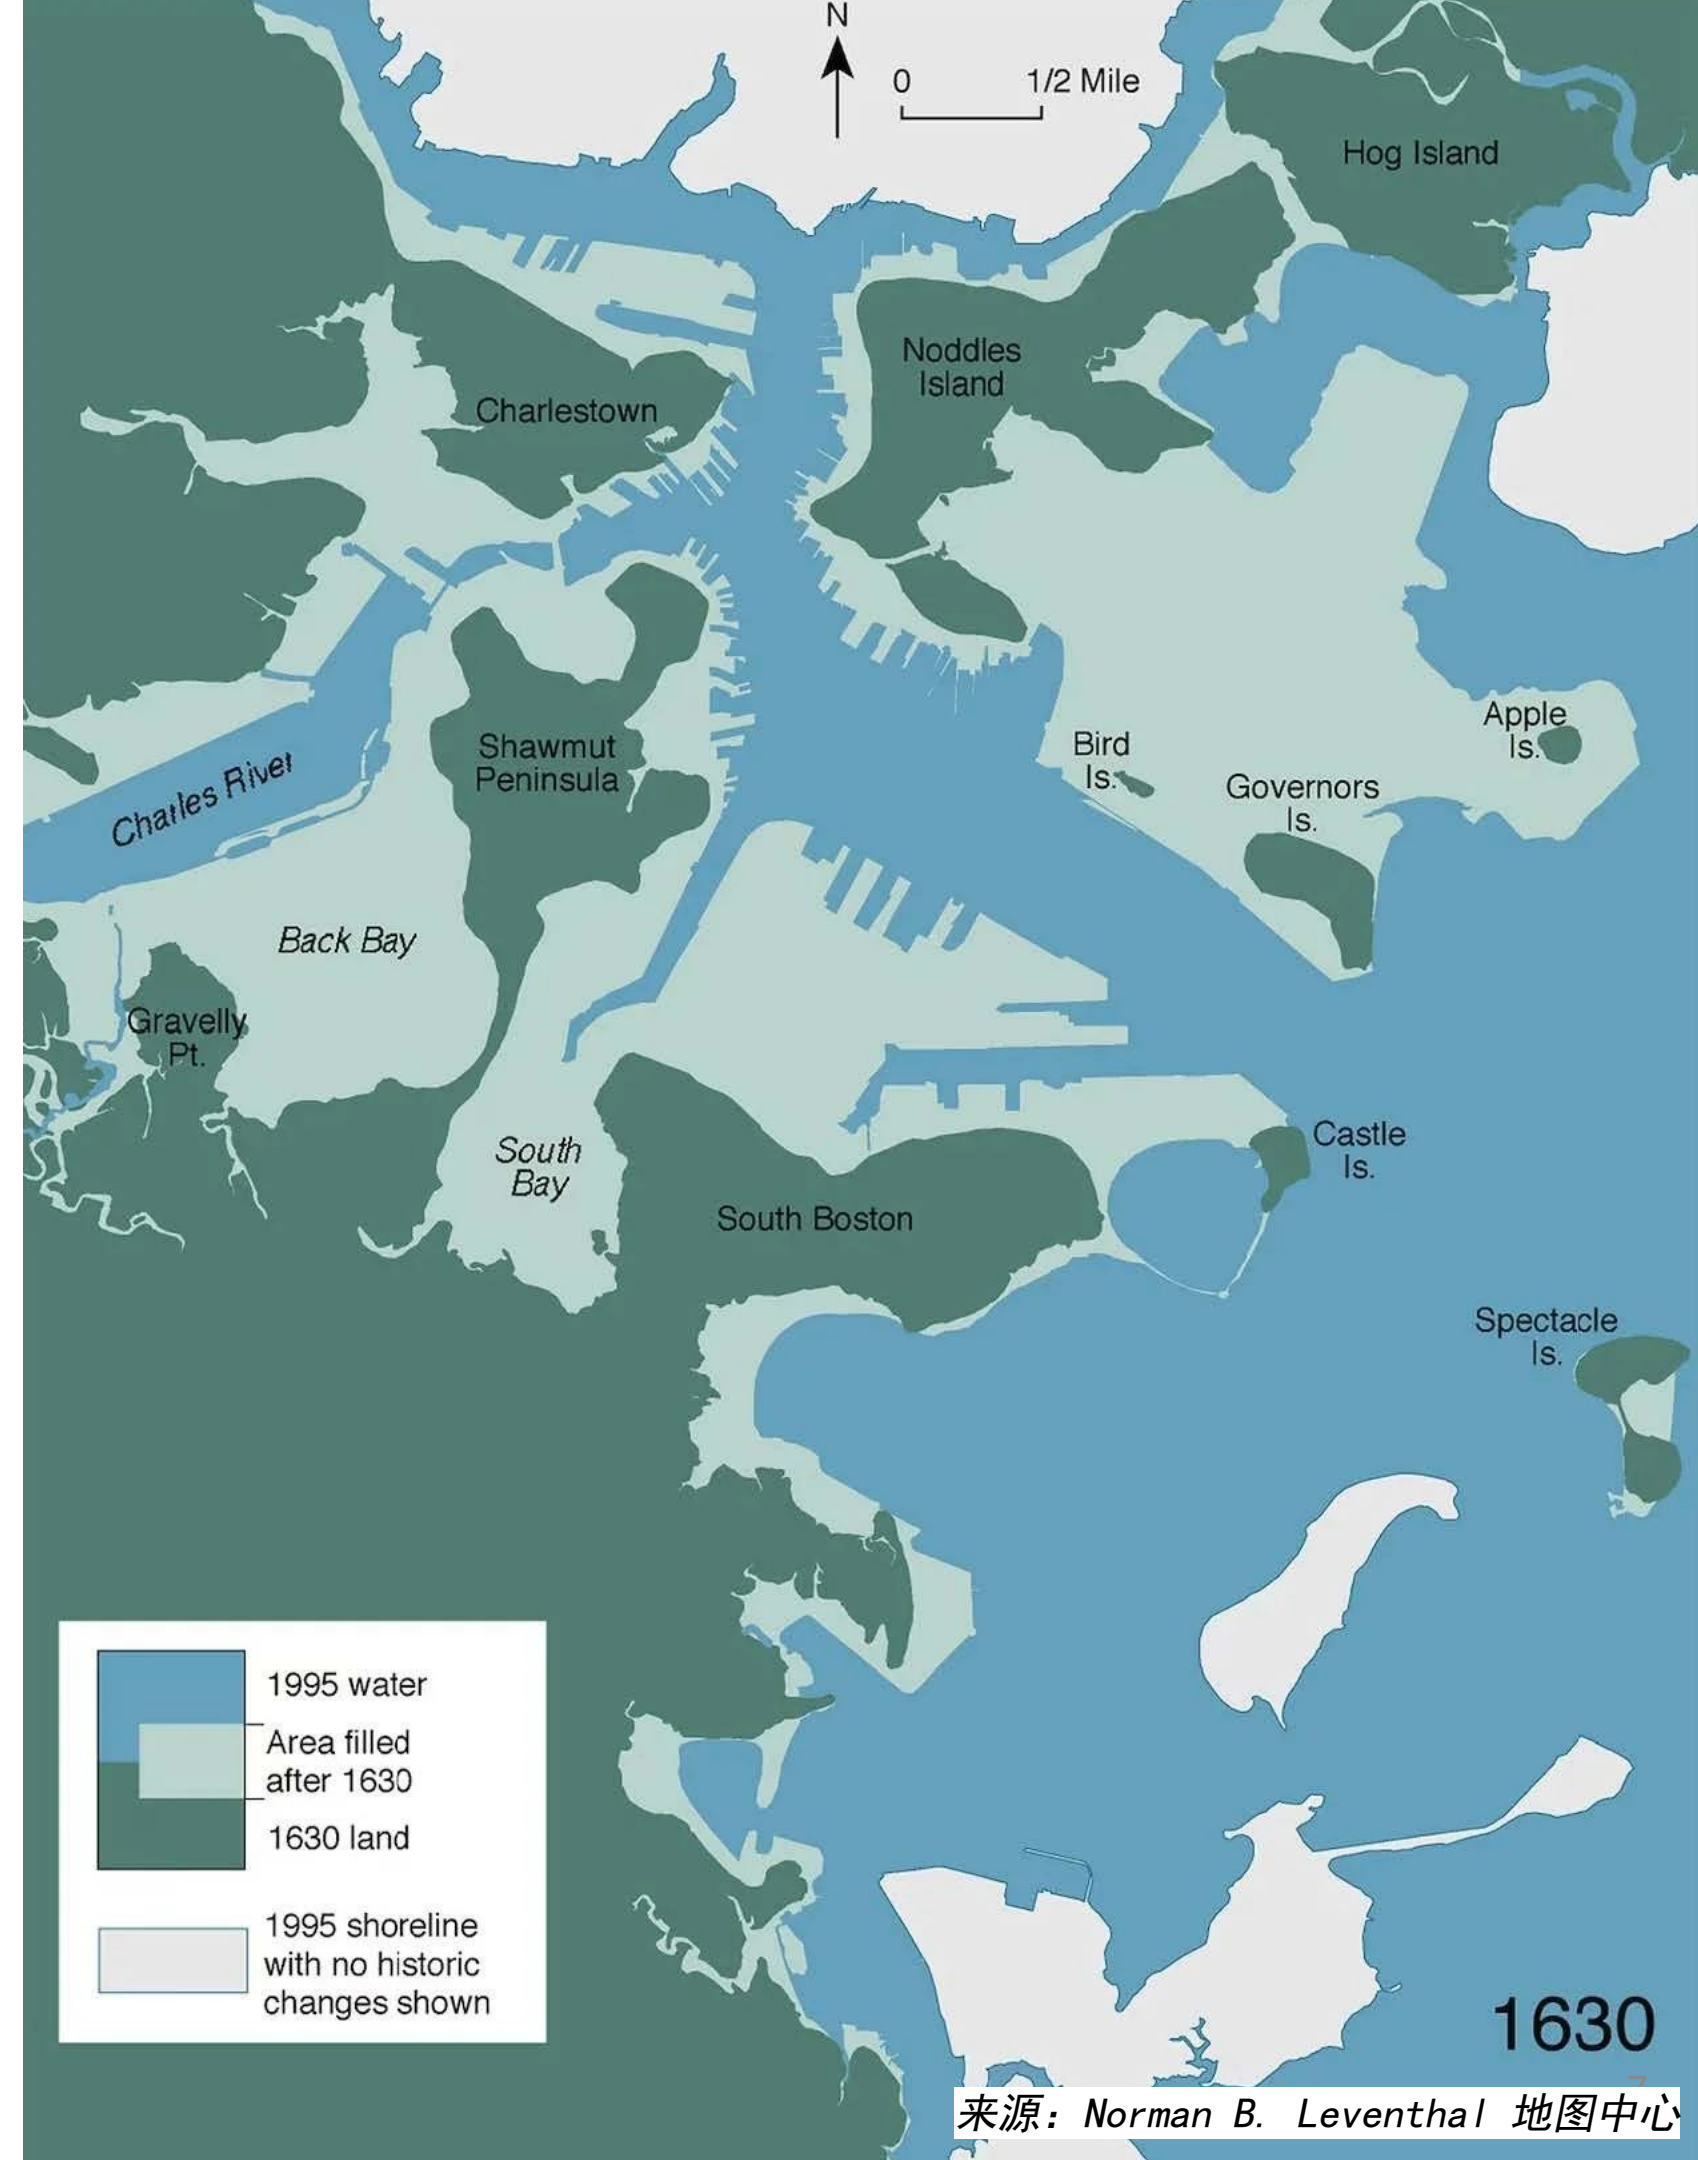 N
0 1/2 Mile
Hog Island
Noddles
Island
Charlestown
Shawmut
Peninsula
Charles River
Apple
Is.
Bird
Is.
Governors
Is.
Back Bay
Gravelly
Pt.
South
Bay
Castle
Is.
South Boston
Spectacle
Is.
1995 water
Area filled
after 1630
1630 land
1995 shoreline
with no historic
changes shown
1630
7
来源: Norman B. Leventhal 地图中心